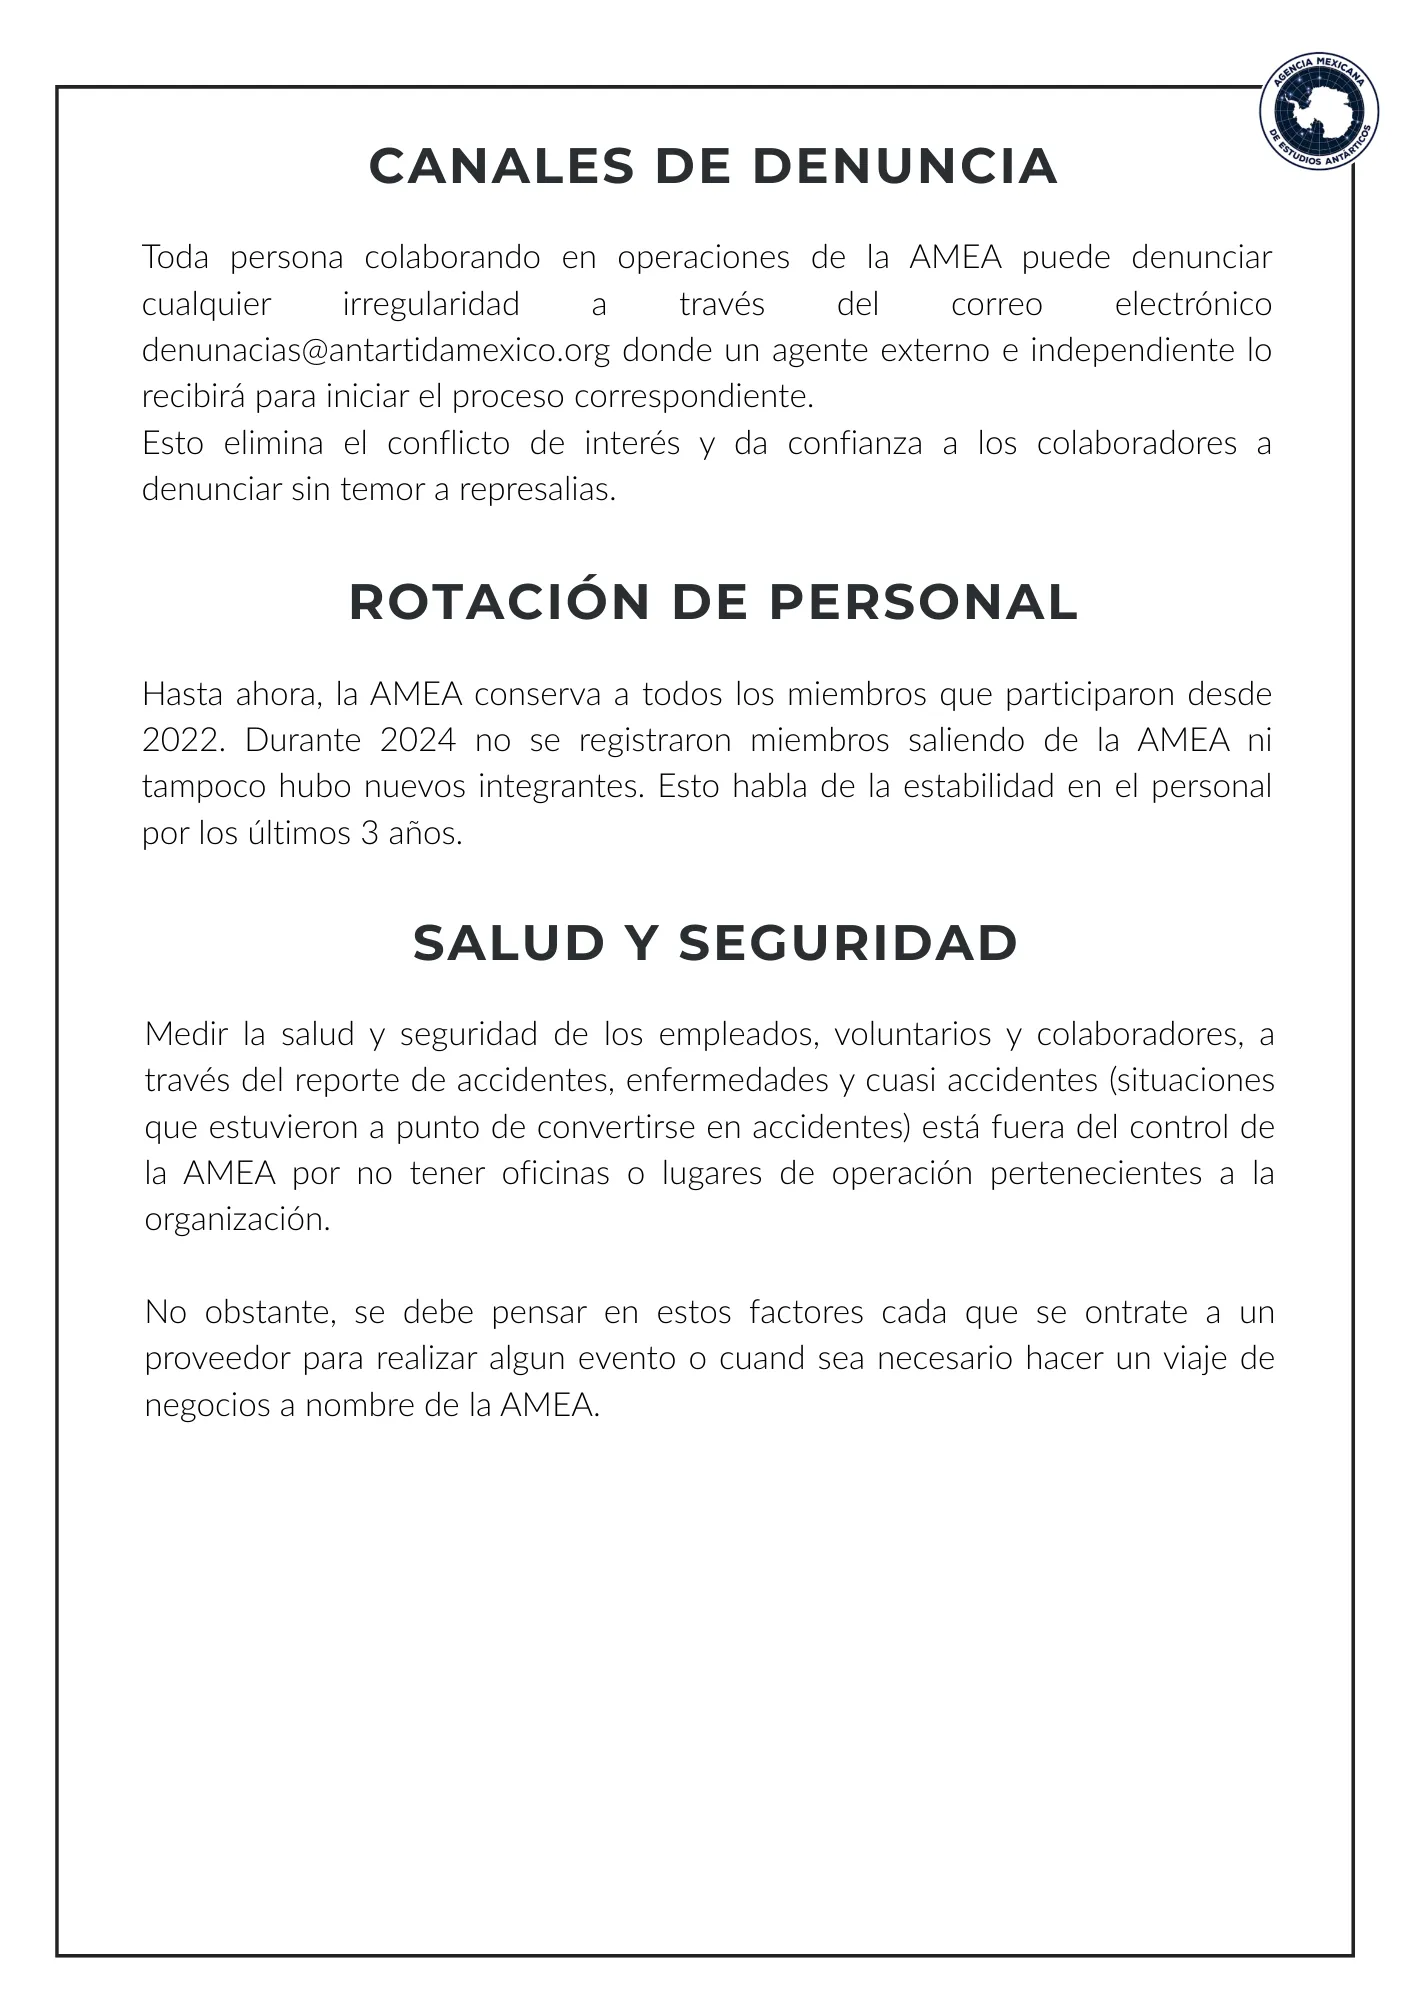 AGENCIA MEXICANA
DE ESTUDIOS ANTÁRTICOS
CANALES DE DENUNCIA
Toda persona colaborando en operaciones de la AMEA puede denunciar
cualquier irregularidad a través del correo electrónico
denunacias@antartidamexico.org donde un agente externo e independiente lo
recibirá para iniciar el proceso correspondiente.
Esto elimina el conflicto de interés y da confianza a los colaboradores a
denunciar sin temor a represalias.
ROTACIÓN DE PERSONAL
Hasta ahora, la AMEA conserva a todos los miembros que participaron desde
2022. Durante 2024 no se registraron miembros saliendo de la AMEA ni
tampoco hubo nuevos integrantes. Esto habla de la estabilidad en el personal
por los últimos 3 años.
SALUD Y SEGURIDAD
Medir la salud y seguridad de los empleados, voluntarios y colaboradores, a
través del reporte de accidentes, enfermedades y cuasi accidentes (situaciones
que estuvieron a punto de convertirse en accidentes) está fuera del control de
la AMEA por no tener oficinas o lugares de operación pertenecientes a la
organización.
No obstante, se debe pensar en estos factores cada que se ontrate a un
proveedor para realizar algun evento o cuand sea necesario hacer un viaje de
negocios a nombre de la AMEA.